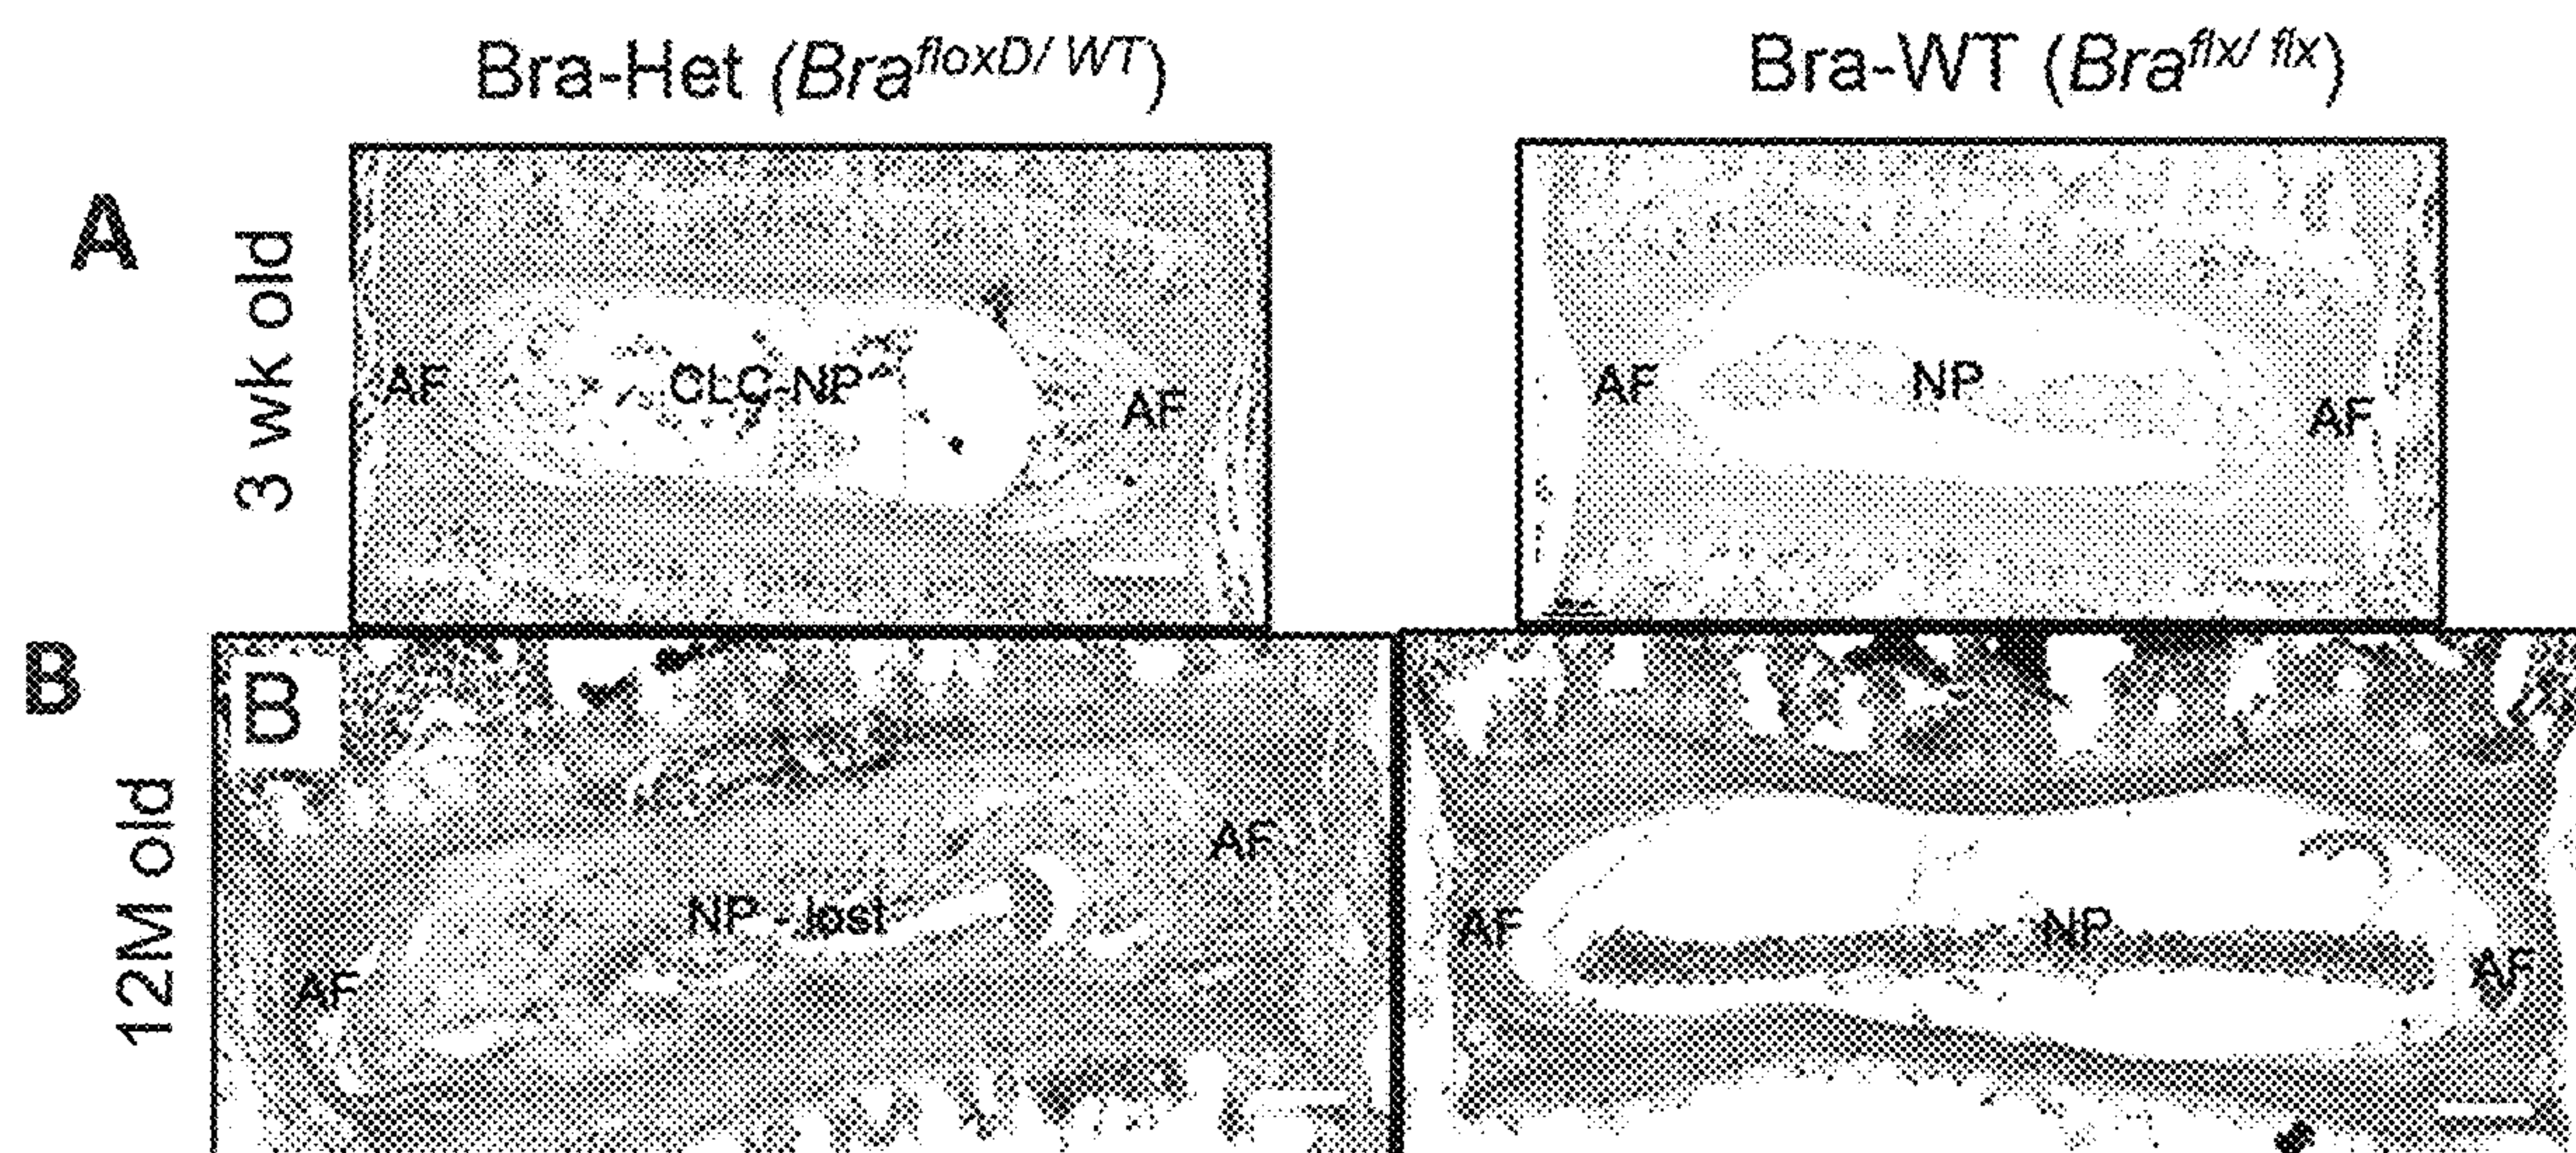 Bra-Het (Bra^floxD/ WT)
Bra-WT (Bra^flx/ flx)
A
3 wk old
AF
CLC-NP
AF
AF
NP
AF
B
12M old
B
AF
NP - lost
AF
AF
NP
AF